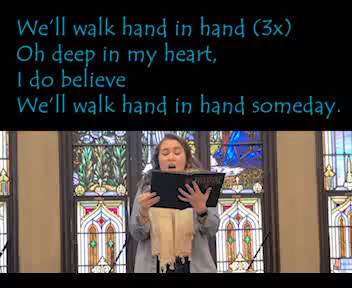 We'll walk hand in hand (3x)
Oh deep in my heart,
I do believe
We'll walk hand in hand someday.